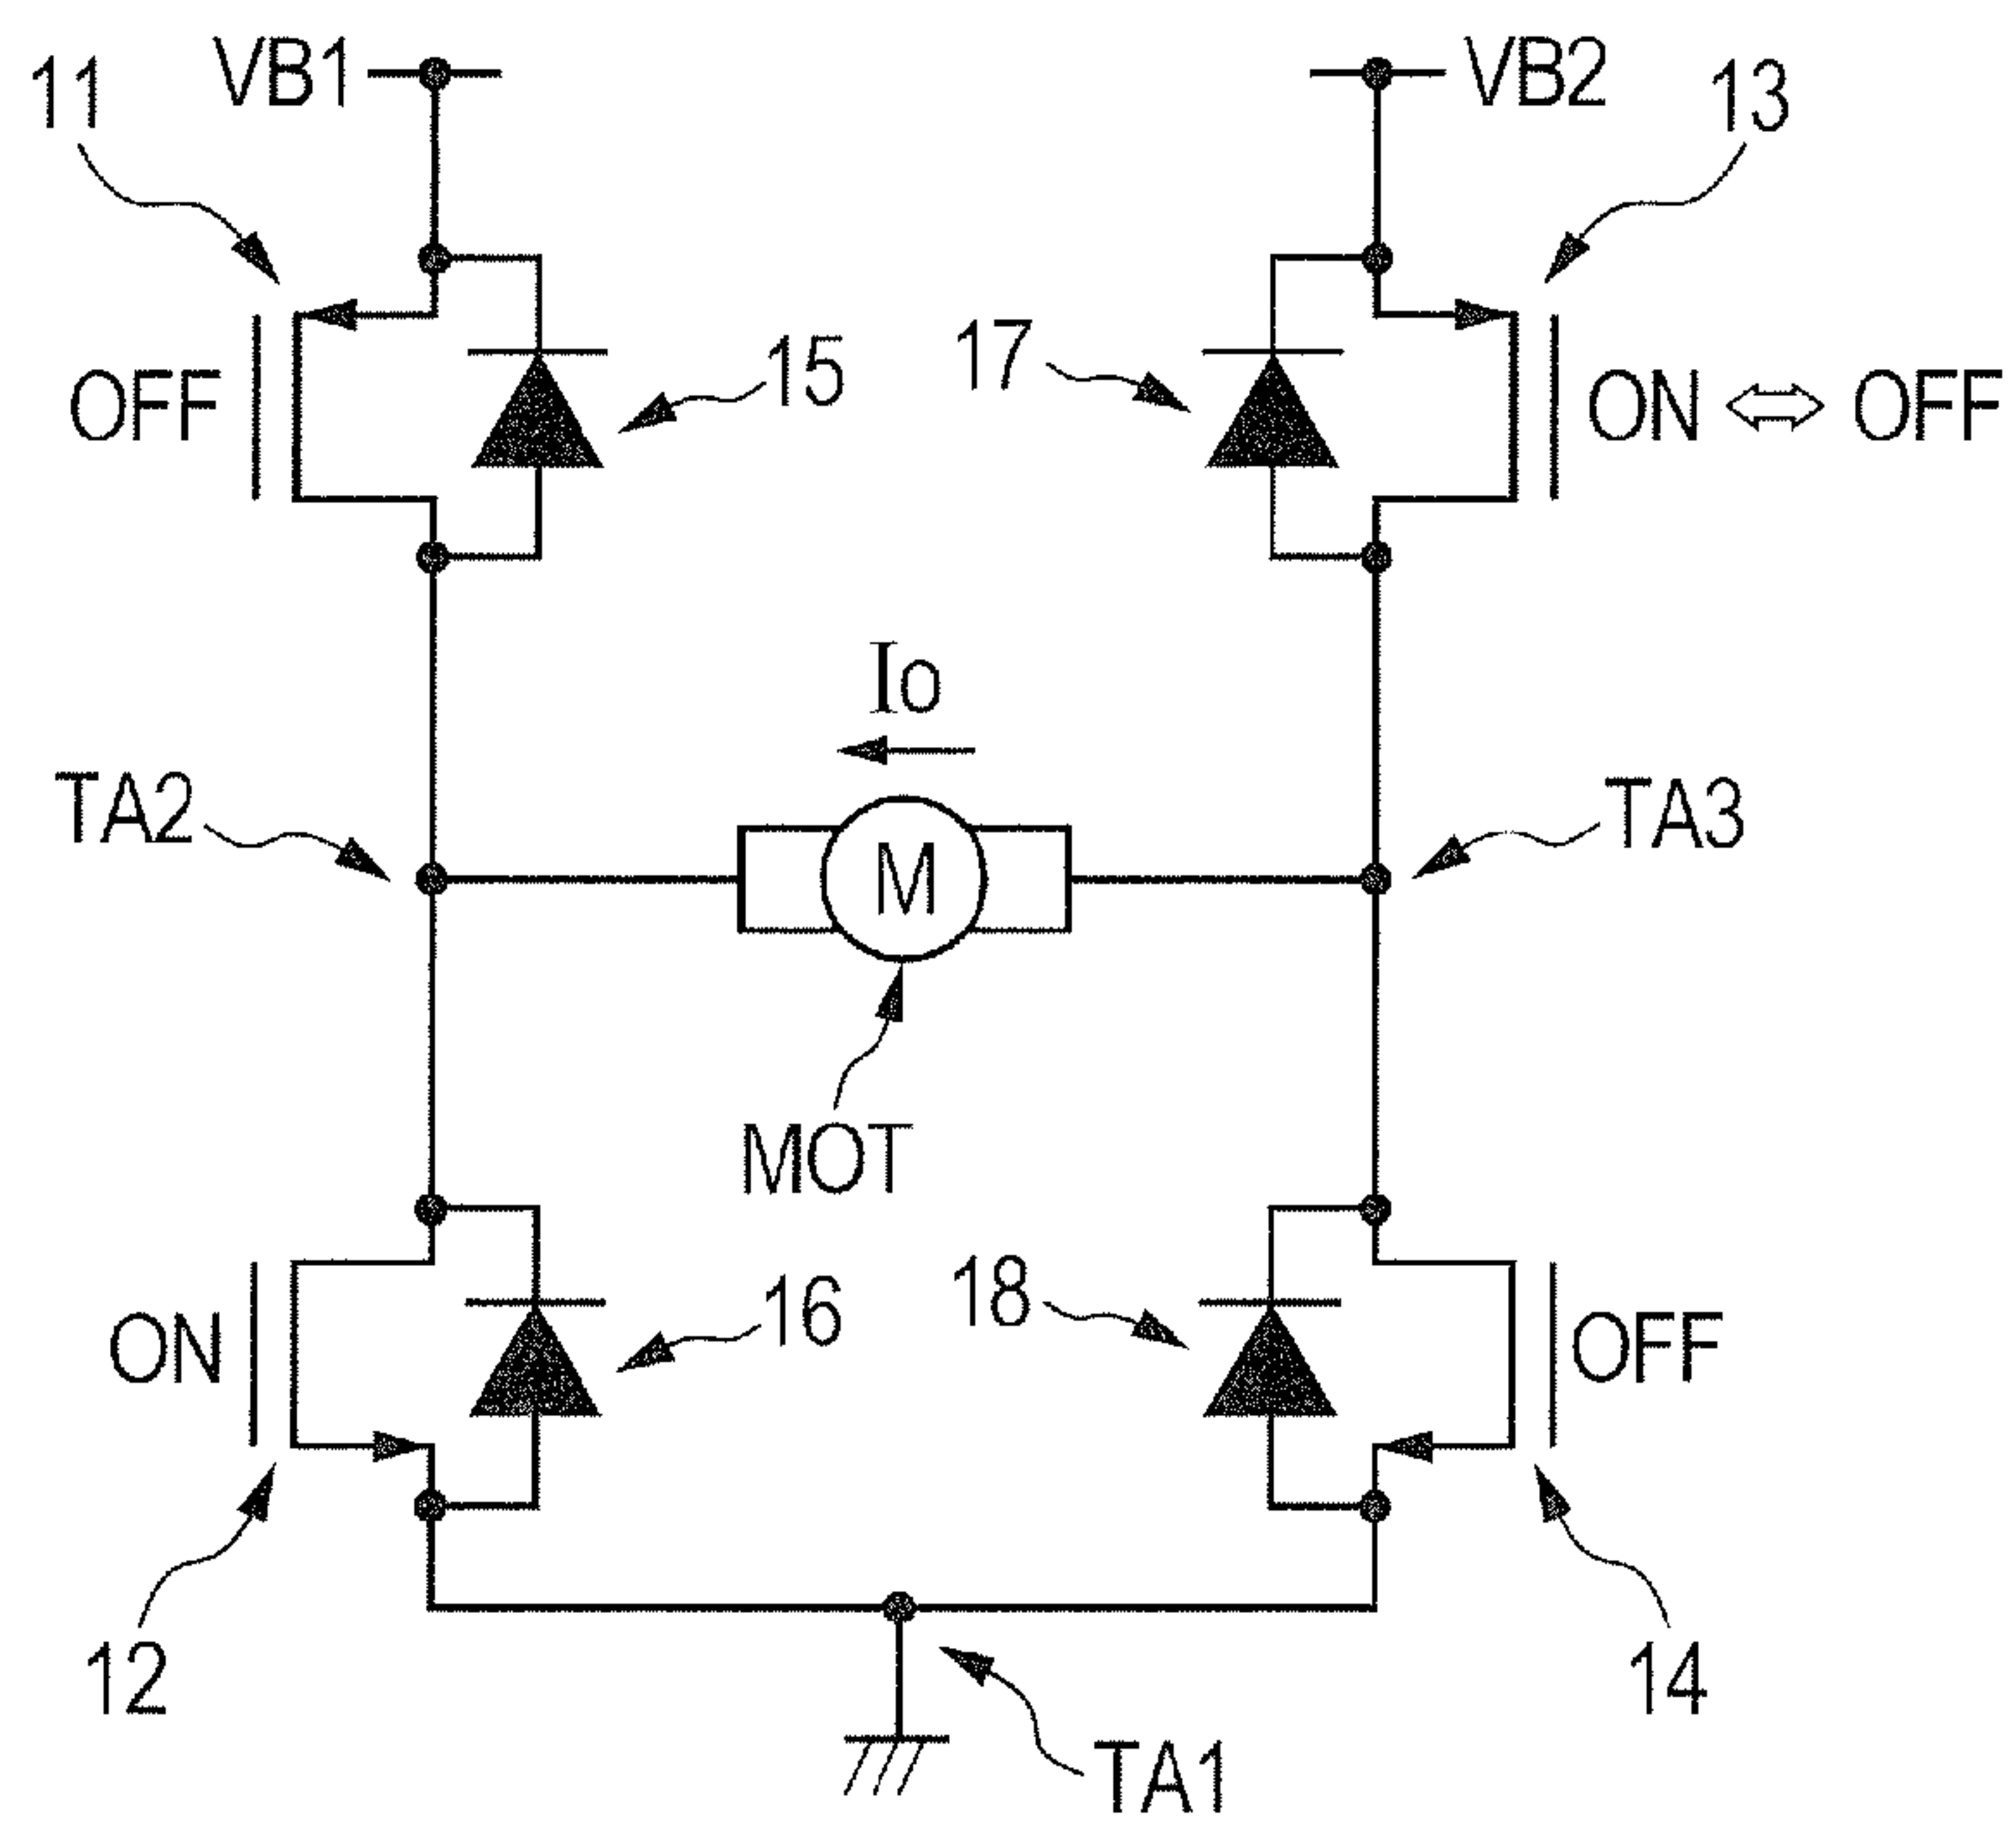 VB1
VB2
11
13
OFF
15
17
ON ⇔ OFF
Io
TA2
TA3
M
MOT
ON
16
18
OFF
12
14
TA1